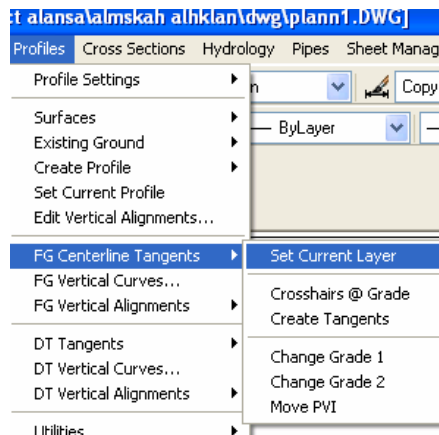 ct alansa\almskah alhklan\dwg\plann1.DWG]
Profiles Cross Sections Hydrology Pipes Sheet Manag
Profile Settings
Copy
Surfaces
ByLayer
Existing Ground
Create Profile
Set Current Profile
Edit Vertical Alignments...
FG Centerline Tangents
Set Current Layer
FG Vertical Curves...
Crosshairs @ Grade
FG Vertical Alignments
Create Tangents
DT Tangents
Change Grade 1
DT Vertical Curves...
Change Grade 2
DT Vertical Alignments
Move PVI
Utilities